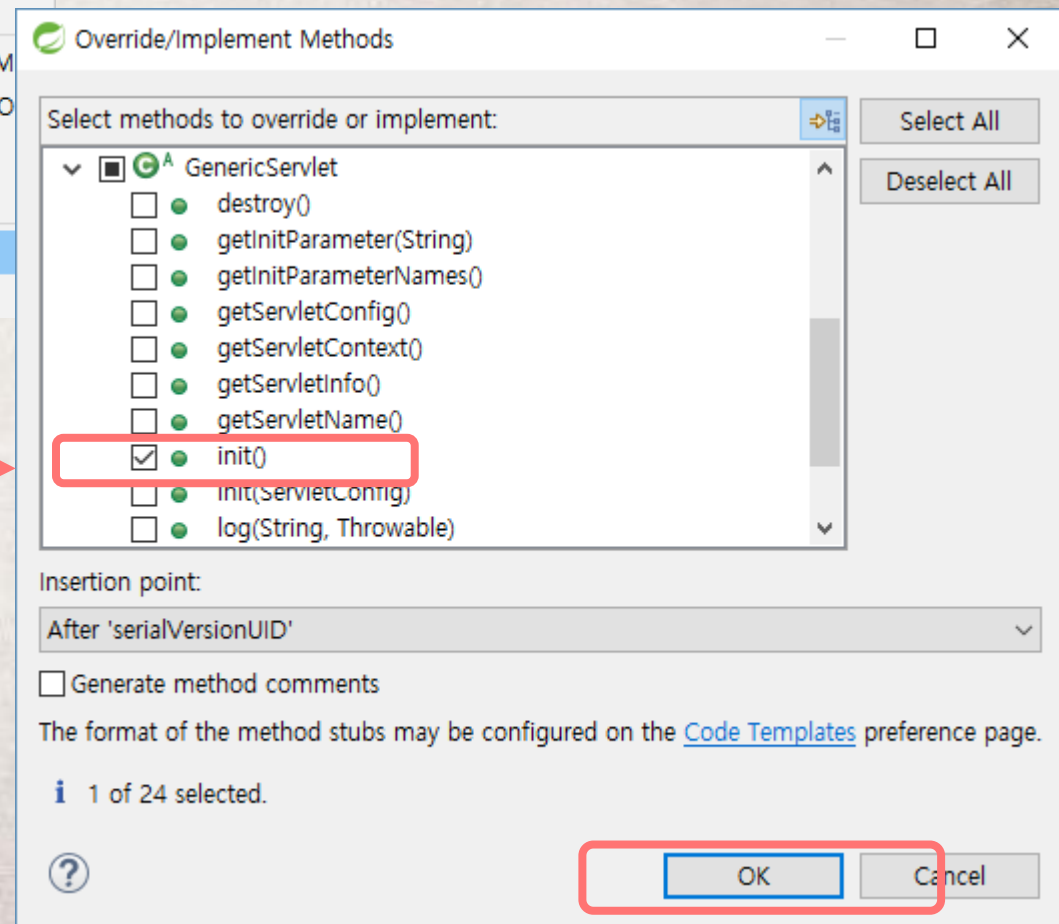 Override/Implement Methods
M
O
Select methods to override or implement:
Select All
Deselect All
GenericServlet
destroy()
getInitParameter(String)
getInitParameterNames()
getServletConfig()
getServletContext()
getServletInfo()
getServletName()
init()
init(ServletConfig)
log(String, Throwable)
Insertion point:
After 'serialVersionUID'
Generate method comments
The format of the method stubs may be configured on the Code Templates preference page.
1 of 24 selected.
OK
Cancel